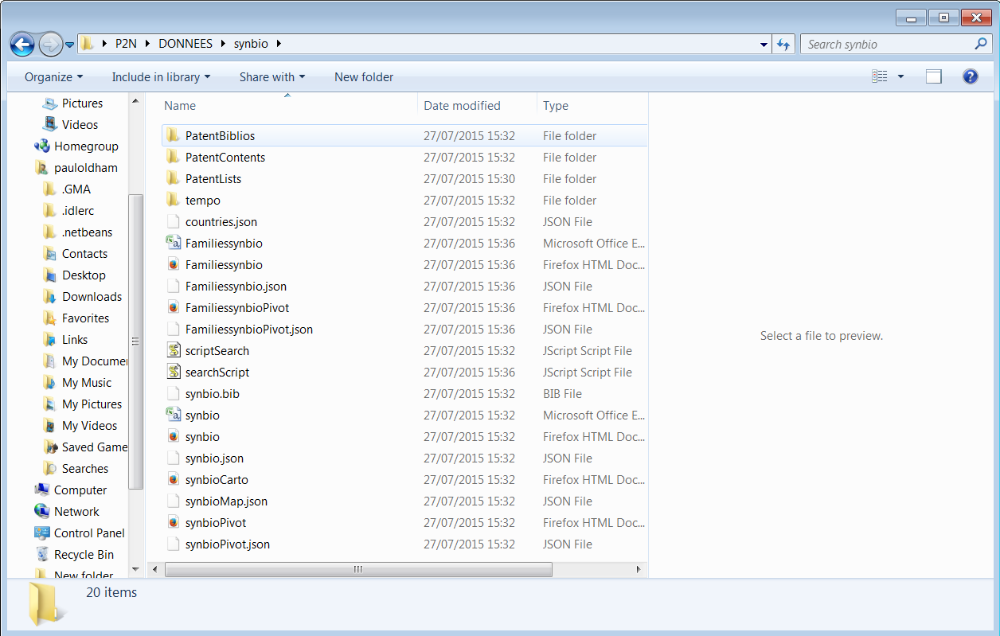 P2N DONNEES synbio
Search synbio
Organize Include in library Share with New folder
Pictures
Videos
Homegroup
pauloldham
.GMA
.idlerc
.netbeans
Contacts
Desktop
Downloads
Favorites
Links
My Documen
My Music
My Pictures
My Videos
Saved Game
Searches
Computer
Network
Control Panel
Recycle Bin
New folder
Name Date modified Type
PatentBiblios 27/07/2015 15:32 File folder
PatentContents 27/07/2015 15:32 File folder
PatentLists 27/07/2015 15:30 File folder
tempo 27/07/2015 15:32 File folder
countries.json 27/07/2015 15:32 JSON File
Familiessynbio 27/07/2015 15:36 Microsoft Office E...
Familiessynbio 27/07/2015 15:36 Firefox HTML Doc...
Familiessynbio.json 27/07/2015 15:36 JSON File
FamiliessynbioPivot 27/07/2015 15:36 Firefox HTML Doc...
FamiliessynbioPivot.json 27/07/2015 15:36 JSON File
scriptSearch 27/07/2015 15:32 JScript Script File
searchScript 27/07/2015 15:36 JScript Script File
synbio.bib 27/07/2015 15:32 BIB File
synbio 27/07/2015 15:32 Microsoft Office E...
synbio 27/07/2015 15:32 Firefox HTML Doc...
synbio.json 27/07/2015 15:32 JSON File
synbioCarto 27/07/2015 15:32 Firefox HTML Doc...
synbioMap.json 27/07/2015 15:32 JSON File
synbioPivot 27/07/2015 15:32 Firefox HTML Doc...
synbioPivot.json 27/07/2015 15:32 JSON File
Select a file to preview.
20 items